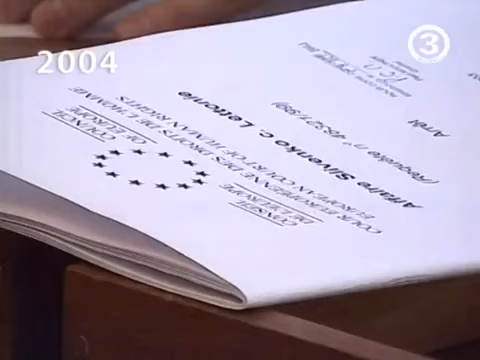 2004
3
COUNCIL
OF EUROPE
CONSEIL
DE L'EUROPE
COUR EUROPÉENNE DES DROITS DE L'HOMME
EUROPEAN COURT OF HUMAN RIGHTS
Affaire Slivenko c. Lettonie
(requête n° 48321/99)
Arrêt